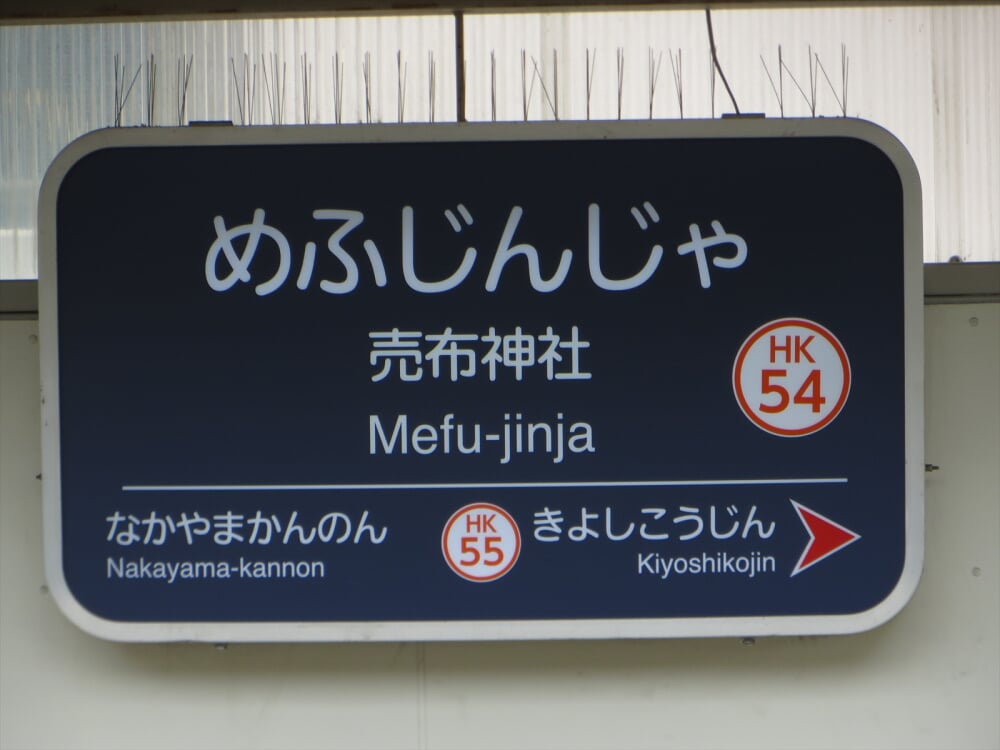 めふじんじゃ
売布神社
Mefu-jinja
HK
54
なかやまかんのん
Nakayama-kannon
HK
55
きよしこうじん
Kiyoshikojin